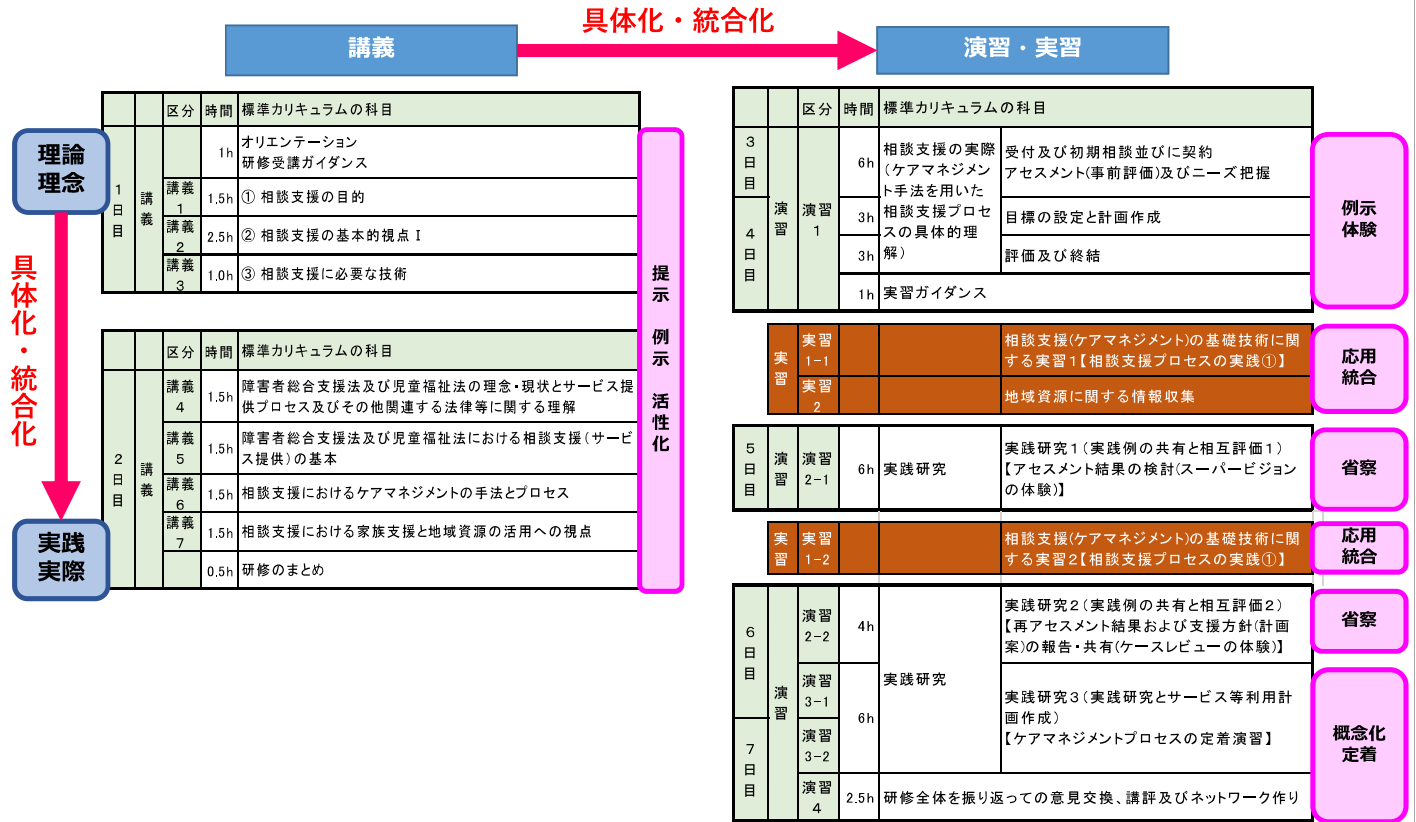 具体化・統合化
講義
演習・実習
理論
理念
具体化・統合化
実践
実際
区分 時間 標準カリキュラムの科目
1日目
講義
1h オリエンテーション
研修受講ガイダンス
講義1 1.5h ① 相談支援の目的
講義2 2.5h ② 相談支援の基本的視点Ⅰ
講義3 1.0h ③ 相談支援に必要な技術
区分 時間 標準カリキュラムの科目
2日目
講義
講義4 1.5h 障害者総合支援法及び児童福祉法の理念・現状とサービス提
供プロセス及びその他関連する法律等に関する理解
講義5 1.5h 障害者総合支援法及び児童福祉法における相談支援(サービ
ス提供)の基本
講義6 1.5h 相談支援におけるケアマネジメントの手法とプロセス
講義7 1.5h 相談支援における家族支援と地域資源の活用への視点
0.5h 研修のまとめ
提示 例示 活性化
区分 時間 標準カリキュラムの科目
3日目
4日目
演習
演習1
相談支援の実際
(ケアマネジメン
ト手法を用いた
相談支援プロセ
スの具体的理
解)
6h 受付及び初期相談並びに契約
アセスメント(事前評価)及びニーズ把握
3h 目標の設定と計画作成
3h 評価及び終結
1h 実習ガイダンス
例示
体験
実習
実習1-1 相談支援(ケアマネジメント)の基礎技術に関
する実習1【相談支援プロセスの実践①】
実習2 地域資源に関する情報収集
応用
統合
5日目
演習
演習2-1 6h 実践研究 実践研究1(実践例の共有と相互評価1)
【アセスメント結果の検討(スーパービジョン
の体験)】
省察
実習
実習1-2 相談支援(ケアマネジメント)の基礎技術に関
する実習2【相談支援プロセスの実践①】
応用
統合
6日目
7日目
演習
実践研究
演習2-2 4h 実践研究2(実践例の共有と相互評価2)
【再アセスメント結果および支援方針(計画
案)の報告・共有(ケースレビューの体験)】
省察
演習3-1
演習3-2
6h 実践研究3(実践研究とサービス等利用計
画作成)
【ケアマネジメントプロセスの定着演習】
演習4 2.5h 研修全体を振り返っての意見交換、講評及びネットワーク作り
概念化
定着